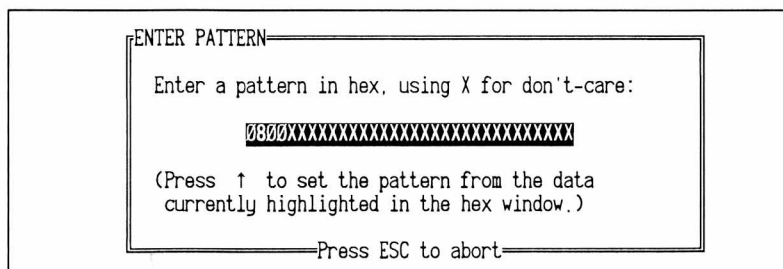 ENTER PATTERN
Enter a pattern in hex, using X for don't-care:
0800XXXXXXXXXXXXXXXXXXXXXXXXXXXX
(Press ↑ to set the pattern from the data
currently highlighted in the hex window.)
Press ESC to abort